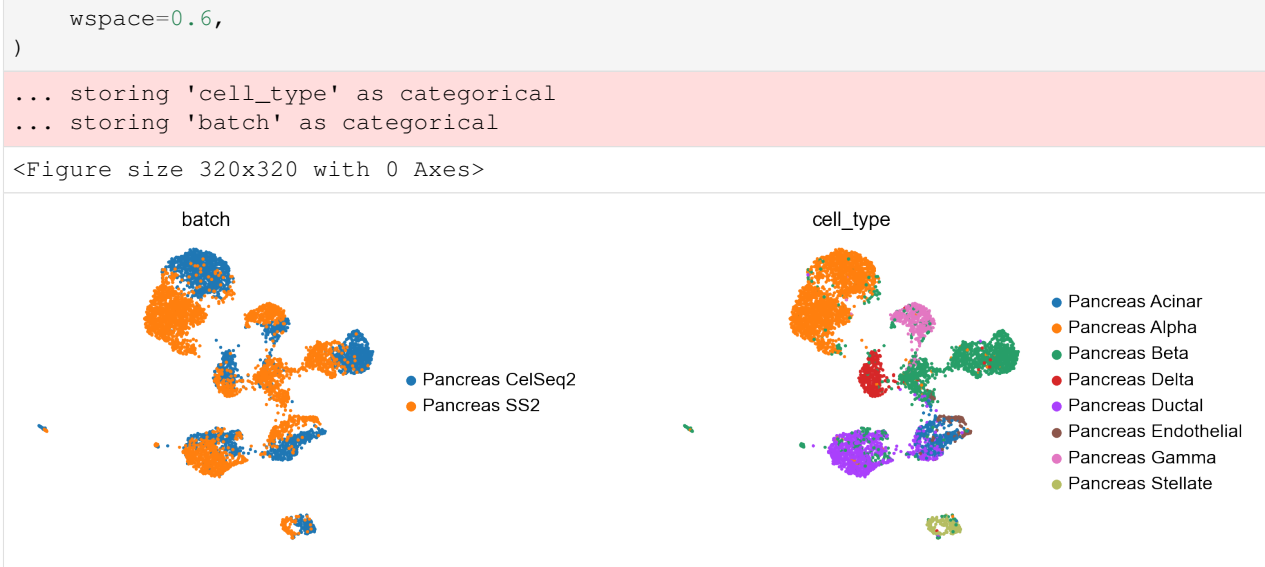 wspace=0.6,
)
... storing 'cell_type' as categorical
... storing 'batch' as categorical
<Figure size 320x320 with 0 Axes>
batch
Pancreas CelSeq2
Pancreas SS2
cell_type
Pancreas Acinar
Pancreas Alpha
Pancreas Beta
Pancreas Delta
Pancreas Ductal
Pancreas Endothelial
Pancreas Gamma
Pancreas Stellate